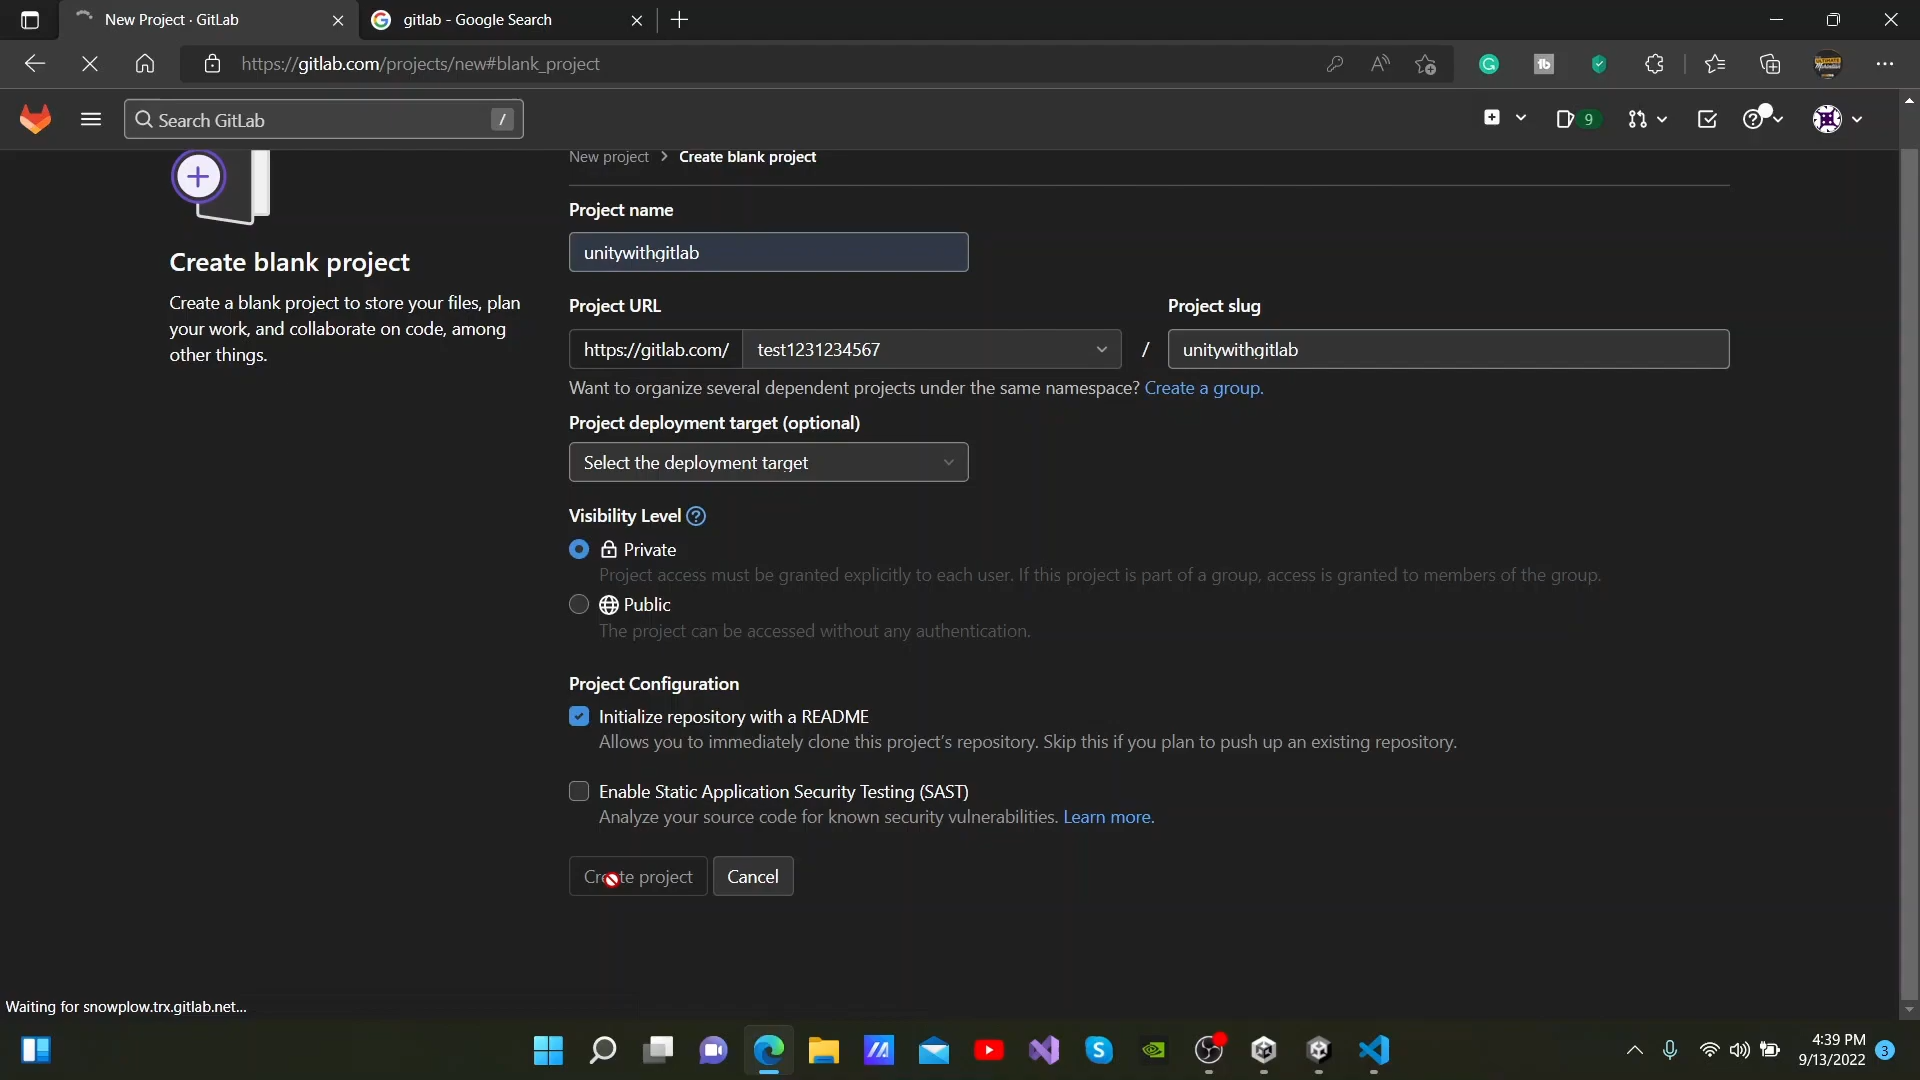 New Project · GitLab
gitlab - Google Search
https://gitlab.com/projects/new#blank_project
Search GitLab
/
9
New project > Create blank project
Create blank project
Create a blank project to store your files, plan
your work, and collaborate on code, among
other things.
Project name
unitywithgitlab
Project URL
Project slug
https://gitlab.com/
test1231234567
/
unitywithgitlab
Want to organize several dependent projects under the same namespace? Create a group.
Project deployment target (optional)
Select the deployment target
Visibility Level
Private
Project access must be granted explicitly to each user. If this project is part of a group, access is granted to members of the group.
Public
The project can be accessed without any authentication.
Project Configuration
Initialize repository with a README
Allows you to immediately clone this project's repository. Skip this if you plan to push up an existing repository.
Enable Static Application Security Testing (SAST)
Analyze your source code for known security vulnerabilities. Learn more.
Create project
Cancel
Waiting for snowplow.trx.gitlab.net...
4:39 PM
9/13/2022
3